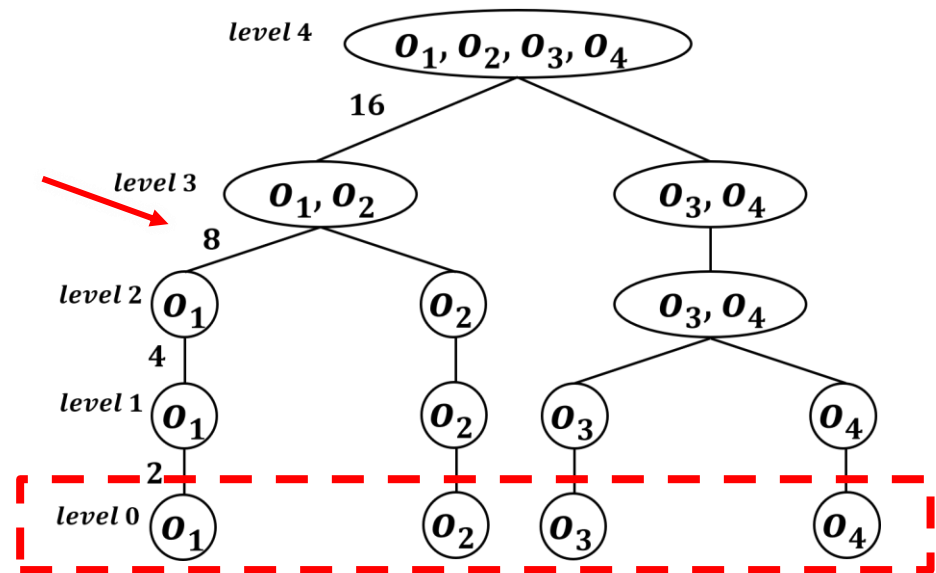 level 4 o₁, o₂, o₃, o₄
16
level 3 o₁, o₂ o₃, o₄
8
level 2 o₁ o₂ o₃, o₄
4
level 1 o₁ o₂ o₃ o₄
2
level 0 o₁ o₂ o₃ o₄